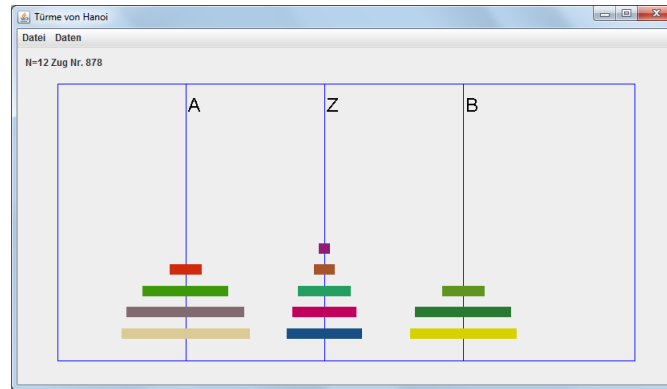 Türme von Hanoi
Datei Daten
N=12 Zug Nr. 878
A Z B